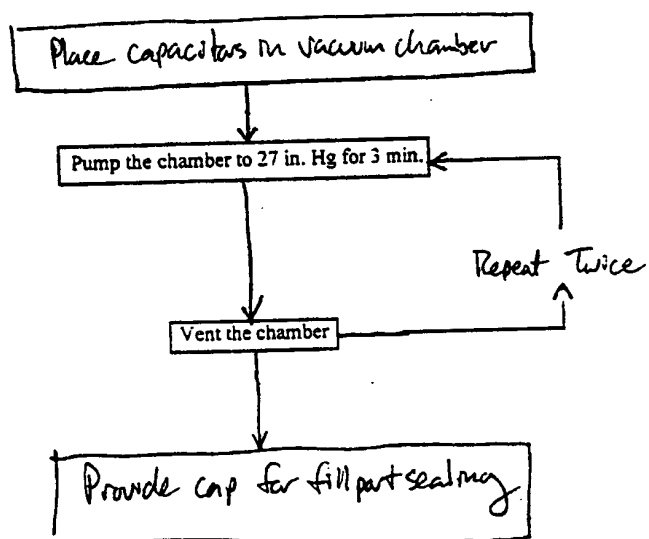 Place capacitors in vacuum chamber
Pump the chamber to 27 in. Hg for 3 min.
Repeat Twice
Vent the chamber
Provide cap for fillport sealing